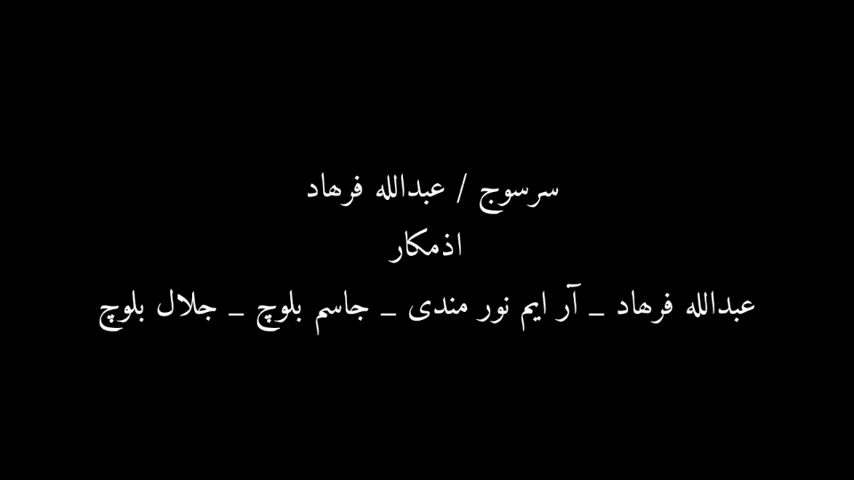 سرسوج / عبدالله فرهاد
اذمکار
عبدالله فرهاد _ آر ایم نور مندی _ جاسم بلوچ _ جلال بلوچ